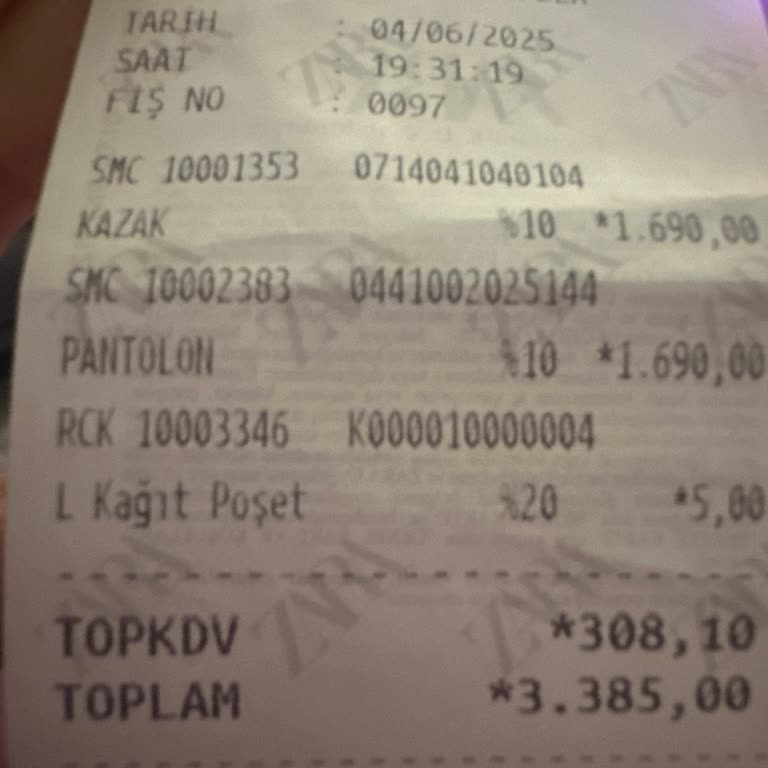 TARİH : 04/06/2025
SAAT : 19:31:19
FİŞ NO : 0097
SMC 10001353 0714041040104
KAZAK %10 *1.690,00
SMC 10002383 0441002025144
PANTOLON %10 *1.690,00
RCK 10003346 K000010000004
L Kağıt Poşet %20 *5,00
TOPKDV *308,10
TOPLAM *3.385,00
ZARA